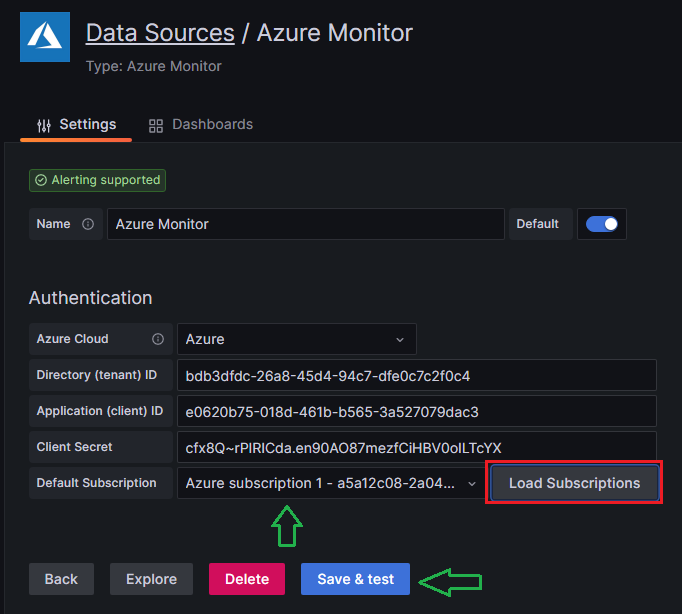 Data Sources / Azure Monitor
Type: Azure Monitor
Settings Dashboards
Alerting supported
Name Azure Monitor Default
Authentication
Azure Cloud Azure
Directory (tenant) ID bdb3dfdc-26a8-45d4-94c7-dfe0c7c2f0c4
Application (client) ID e0620b75-018d-461b-b565-3a527079dac3
Client Secret cfx8Q~rPIRICda.en90AO87mezfCiHBV0oILTcYX
Default Subscription Azure subscription 1 - a5a12c08-2a04... Load Subscriptions
Back Explore Delete Save & test